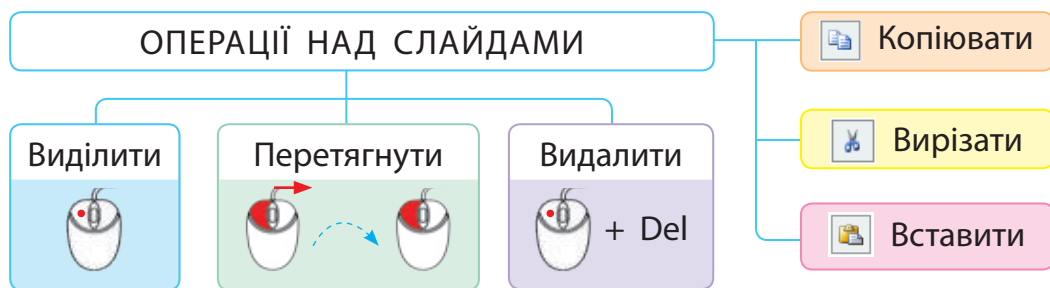 ОПЕРАЦІЇ НАД СЛАЙДАМИ
Виділити
Перетягнути
Видалити
+ Del
Копіювати
Вирізати
Вставити